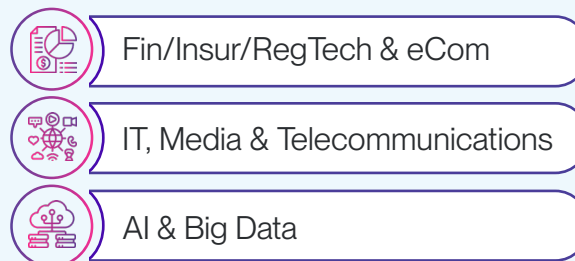 Fin/Insur/RegTech & eCom
IT, Media & Telecommunications
AI & Big Data